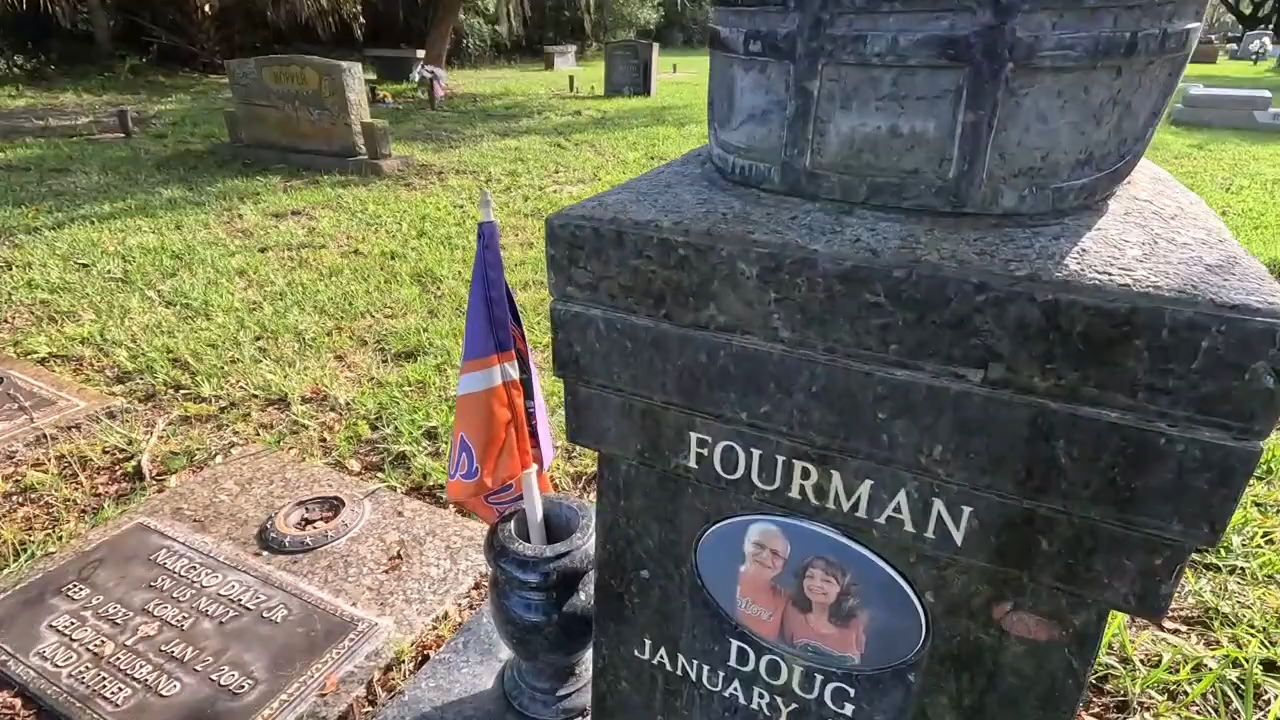 FOURMAN
DOUG
JANUARY
NARCISO DIAZ JR
SN US NAVY
KOREA
FEB 9 1932 JAN 2 2015
BELOVED HUSBAND
AND FATHER